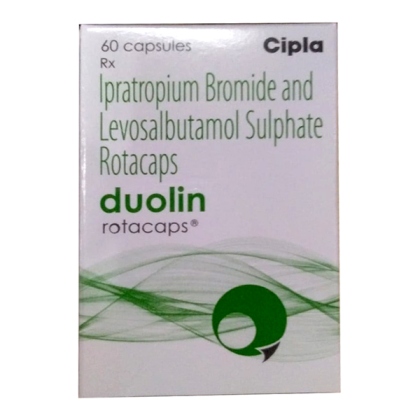 60 capsules Cipla
Rx
Ipratropium Bromide and
Levosalbutamol Sulphate
Rotacaps
duolin
rotacaps®